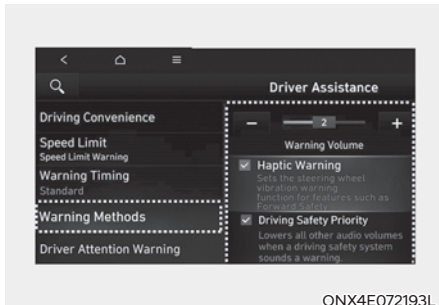 Driver Assistance
Driving Convenience
Speed Limit
Speed Limit Warning
Warning Timing
Standard
Warning Methods
Driver Attention Warning
− 2 +
Warning Volume
Haptic Warning
Sets the steering wheel
vibration warning
function for features such as
Forward Safety
Driving Safety Priority
Lowers all other audio volumes
when a driving safety system
sounds a warning.
ONX4E072193L